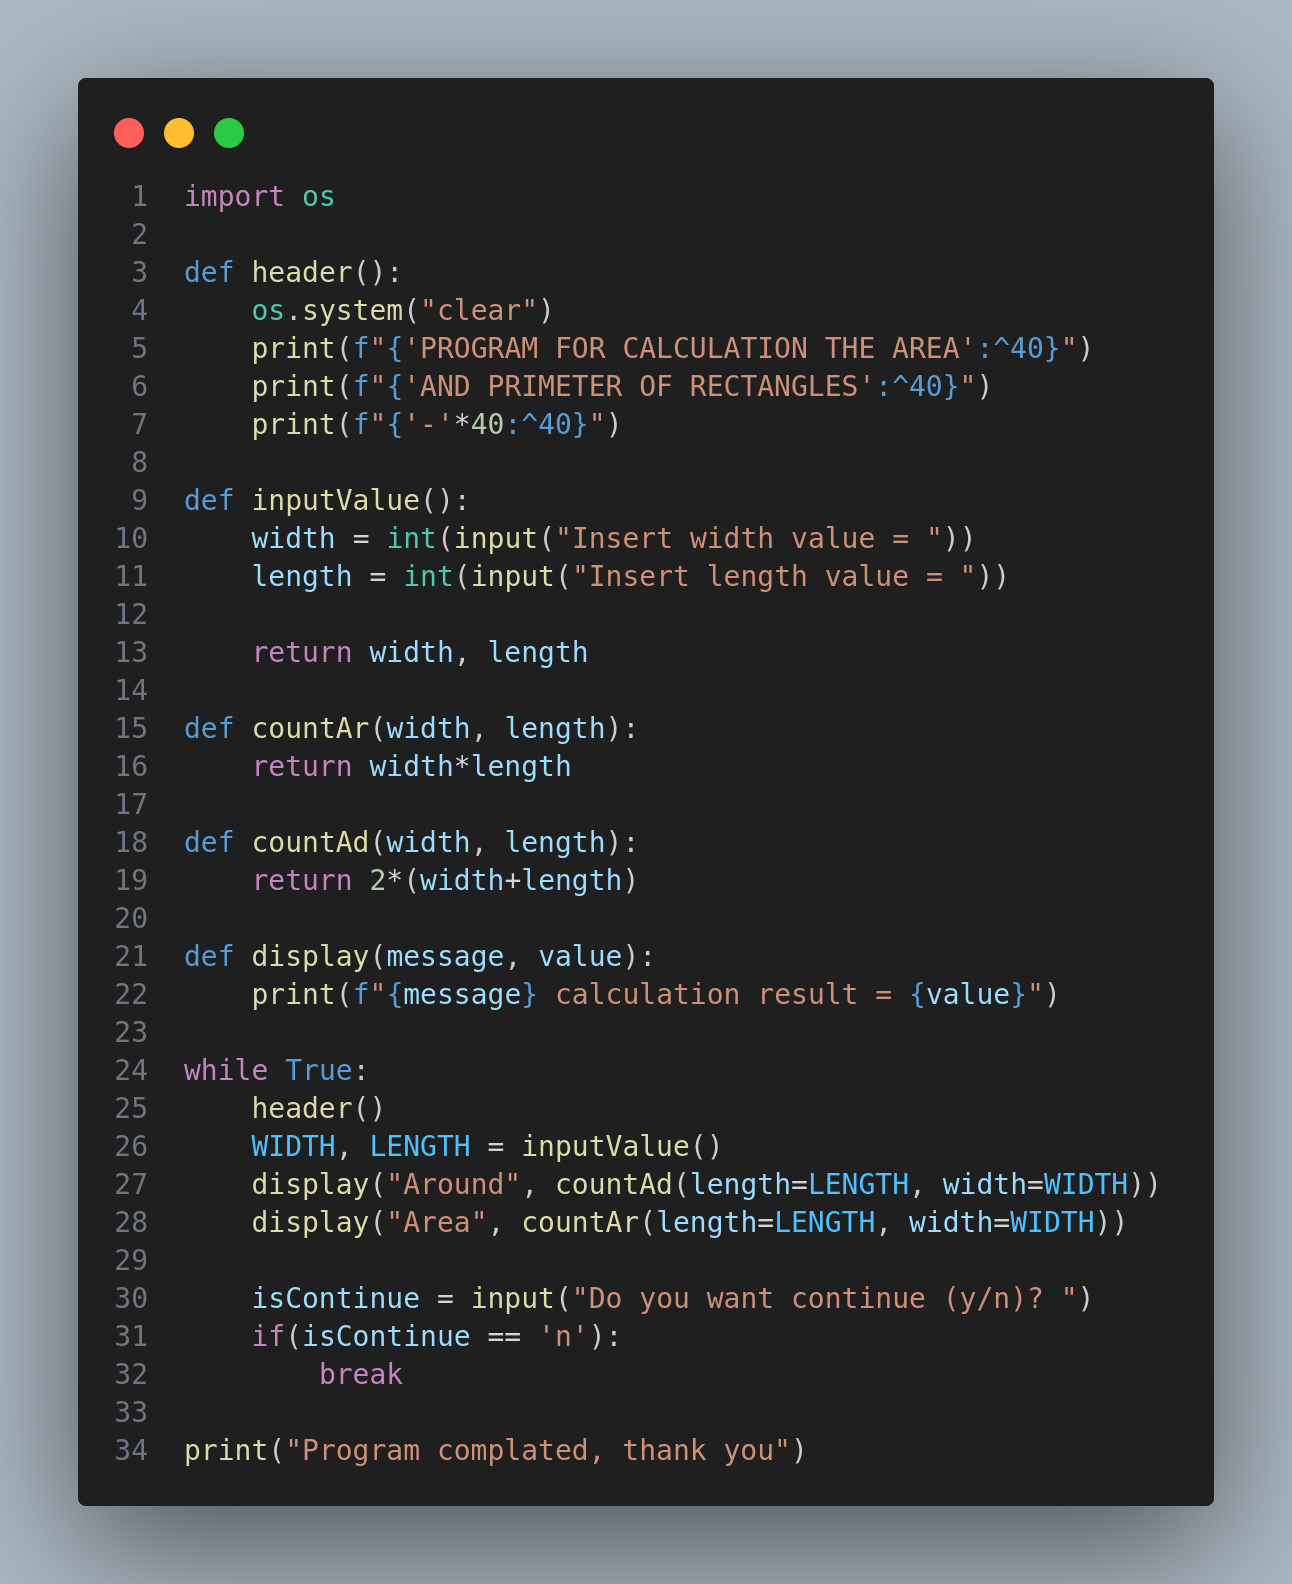 1 import os
2
3 def header():
4     os.system("clear")
5     print(f"{'PROGRAM FOR CALCULATION THE AREA':^40}")
6     print(f"{'AND PRIMETER OF RECTANGLES':^40}")
7     print(f"{'-'*40:^40}")
8
9 def inputValue():
10     width = int(input("Insert width value = "))
11     length = int(input("Insert length value = "))
12
13     return width, length
14
15 def countAr(width, length):
16     return width*length
17
18 def countAd(width, length):
19     return 2*(width+length)
20
21 def display(message, value):
22     print(f"{message} calculation result = {value}")
23
24 while True:
25     header()
26     WIDTH, LENGTH = inputValue()
27     display("Around", countAd(length=LENGTH, width=WIDTH))
28     display("Area", countAr(length=LENGTH, width=WIDTH))
29
30     isContinue = input("Do you want continue (y/n)? ")
31     if(isContinue == 'n'):
32         break
33
34 print("Program complated, thank you")